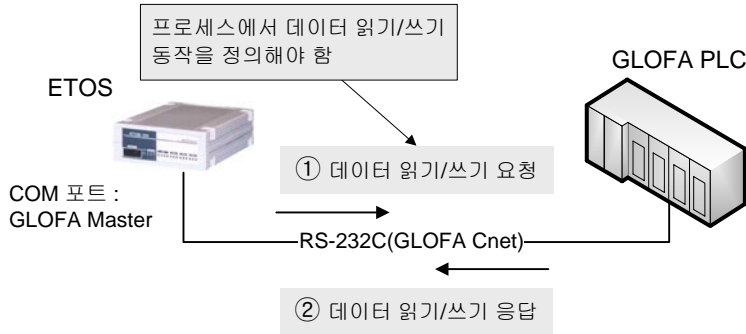 프로세스에서 데이터 읽기/쓰기
동작을 정의해야 함
GLOFA PLC
ETOS
① 데이터 읽기/쓰기 요청
COM 포트 :
GLOFA Master
RS-232C(GLOFA Cnet)
② 데이터 읽기/쓰기 응답